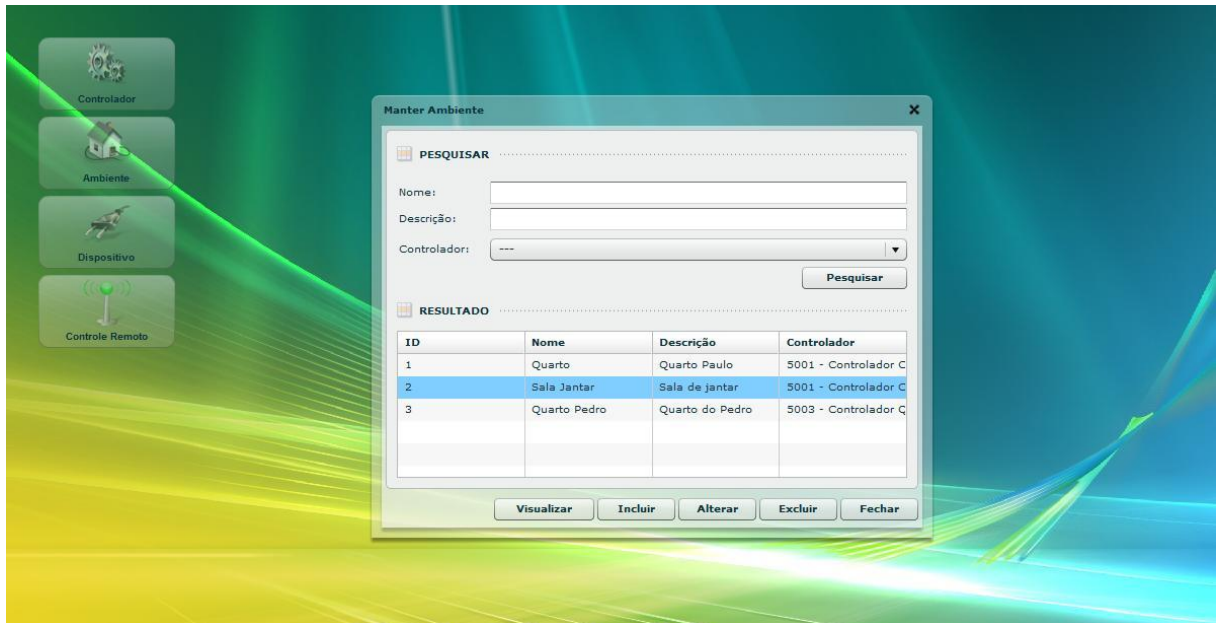 Controlador
Ambiente
Dispositivo
Controle Remoto
Manter Ambiente
PESQUISAR
Nome:
Descrição:
Controlador: ---
Pesquisar
RESULTADO
ID Nome Descrição Controlador
1 Quarto Quarto Paulo 5001 - Controlador C
2 Sala Jantar Sala de jantar 5001 - Controlador C
3 Quarto Pedro Quarto do Pedro 5003 - Controlador Q
Visualizar Incluir Alterar Excluir Fechar